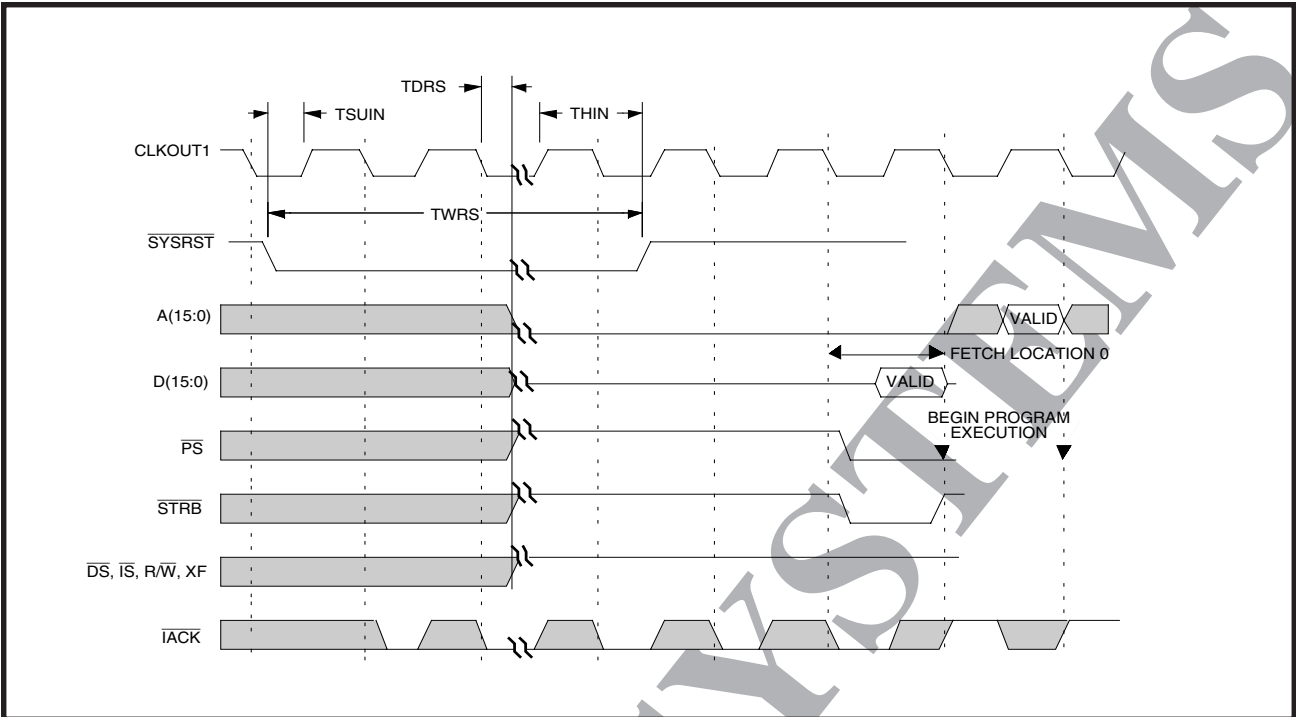 TDRS
TSUIN
THIN
CLKOUT1
TWRS
SYSRST
A(15:0)
VALID
FETCH LOCATION 0
D(15:0)
VALID
BEGIN PROGRAM
EXECUTION
PS
STRB
DS, IS, R/W, XF
IACK
YSTEMS